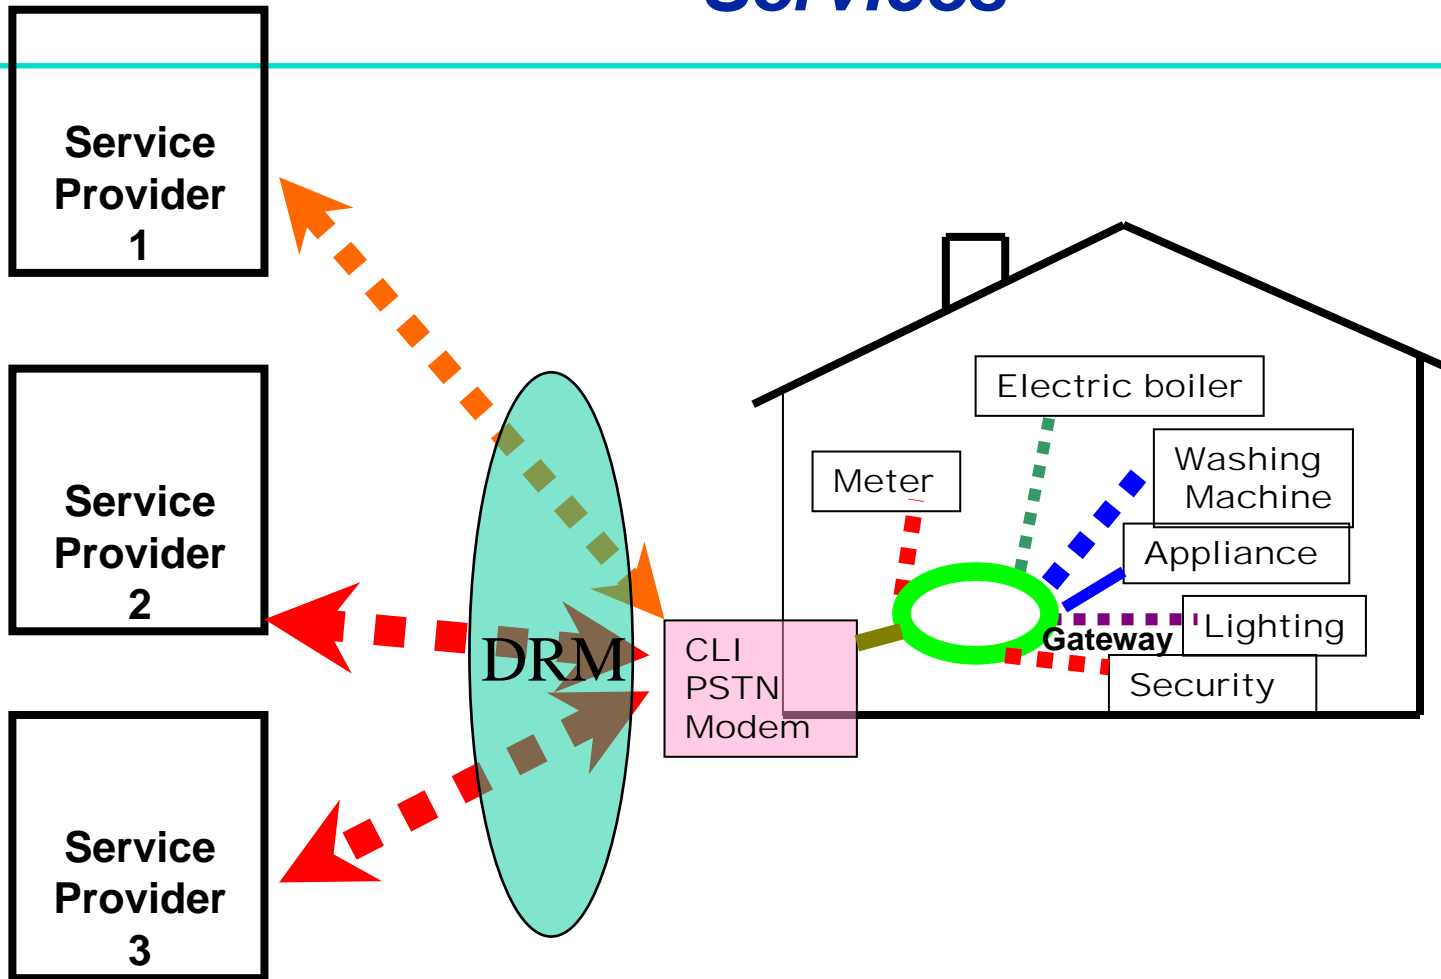 Services
Service
Provider
1
Service
Provider
2
Service
Provider
3
DRM
CLI
PSTN
Modem
Electric boiler
Meter
Washing
Machine
Appliance
Lighting
Gateway
Security